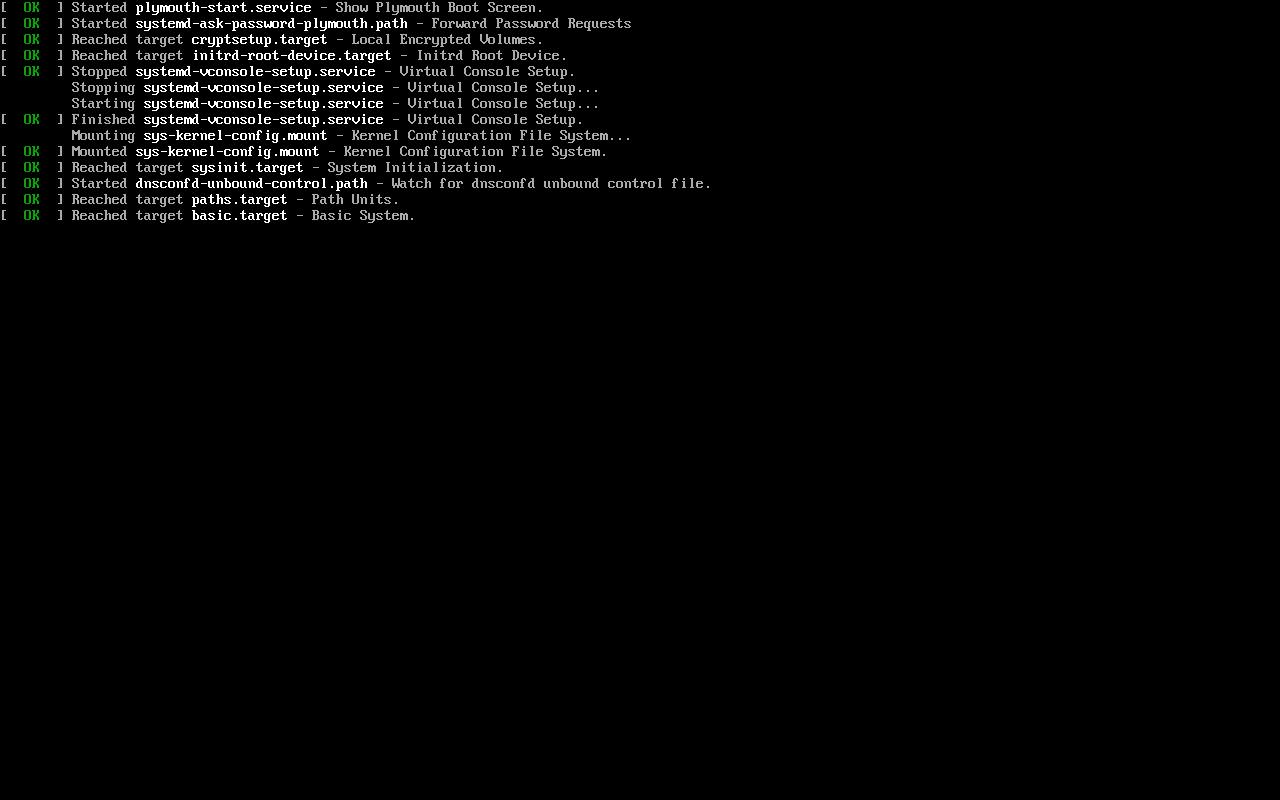 [  OK  ] Started plymouth-start.service - Show Plymouth Boot Screen.
[  OK  ] Started systemd-ask-password-plymouth.path - Forward Password Requests
[  OK  ] Reached target cryptsetup.target - Local Encrypted Volumes.
[  OK  ] Reached target initrd-root-device.target - Initrd Root Device.
[  OK  ] Stopped systemd-vconsole-setup.service - Virtual Console Setup.
         Stopping systemd-vconsole-setup.service - Virtual Console Setup...
         Starting systemd-vconsole-setup.service - Virtual Console Setup...
[  OK  ] Finished systemd-vconsole-setup.service - Virtual Console Setup.
         Mounting sys-kernel-config.mount - Kernel Configuration File System...
[  OK  ] Mounted sys-kernel-config.mount - Kernel Configuration File System.
[  OK  ] Reached target sysinit.target - System Initialization.
[  OK  ] Started dnsconfd-unbound-control.path - Watch for dnsconfd unbound control file.
[  OK  ] Reached target paths.target - Path Units.
[  OK  ] Reached target basic.target - Basic System.